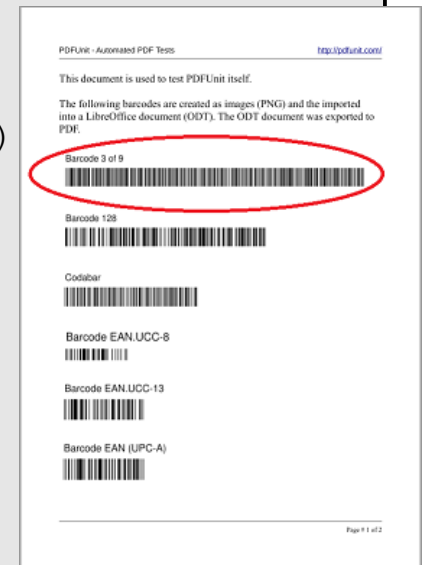 PDFUnit - Automated PDF Tests http://pdfunit.com/
This document is used to test PDFUnit itself.
The following barcodes are created as images (PNG) and the imported
into a LibreOffice document (ODT). The ODT document was exported to
PDF.
)
Barcode 3 of 9
Barcode 128
Codabar
Barcode EAN.UCC-8
Barcode EAN.UCC-13
Barcode EAN (UPC-A)
Page # 1 of 2